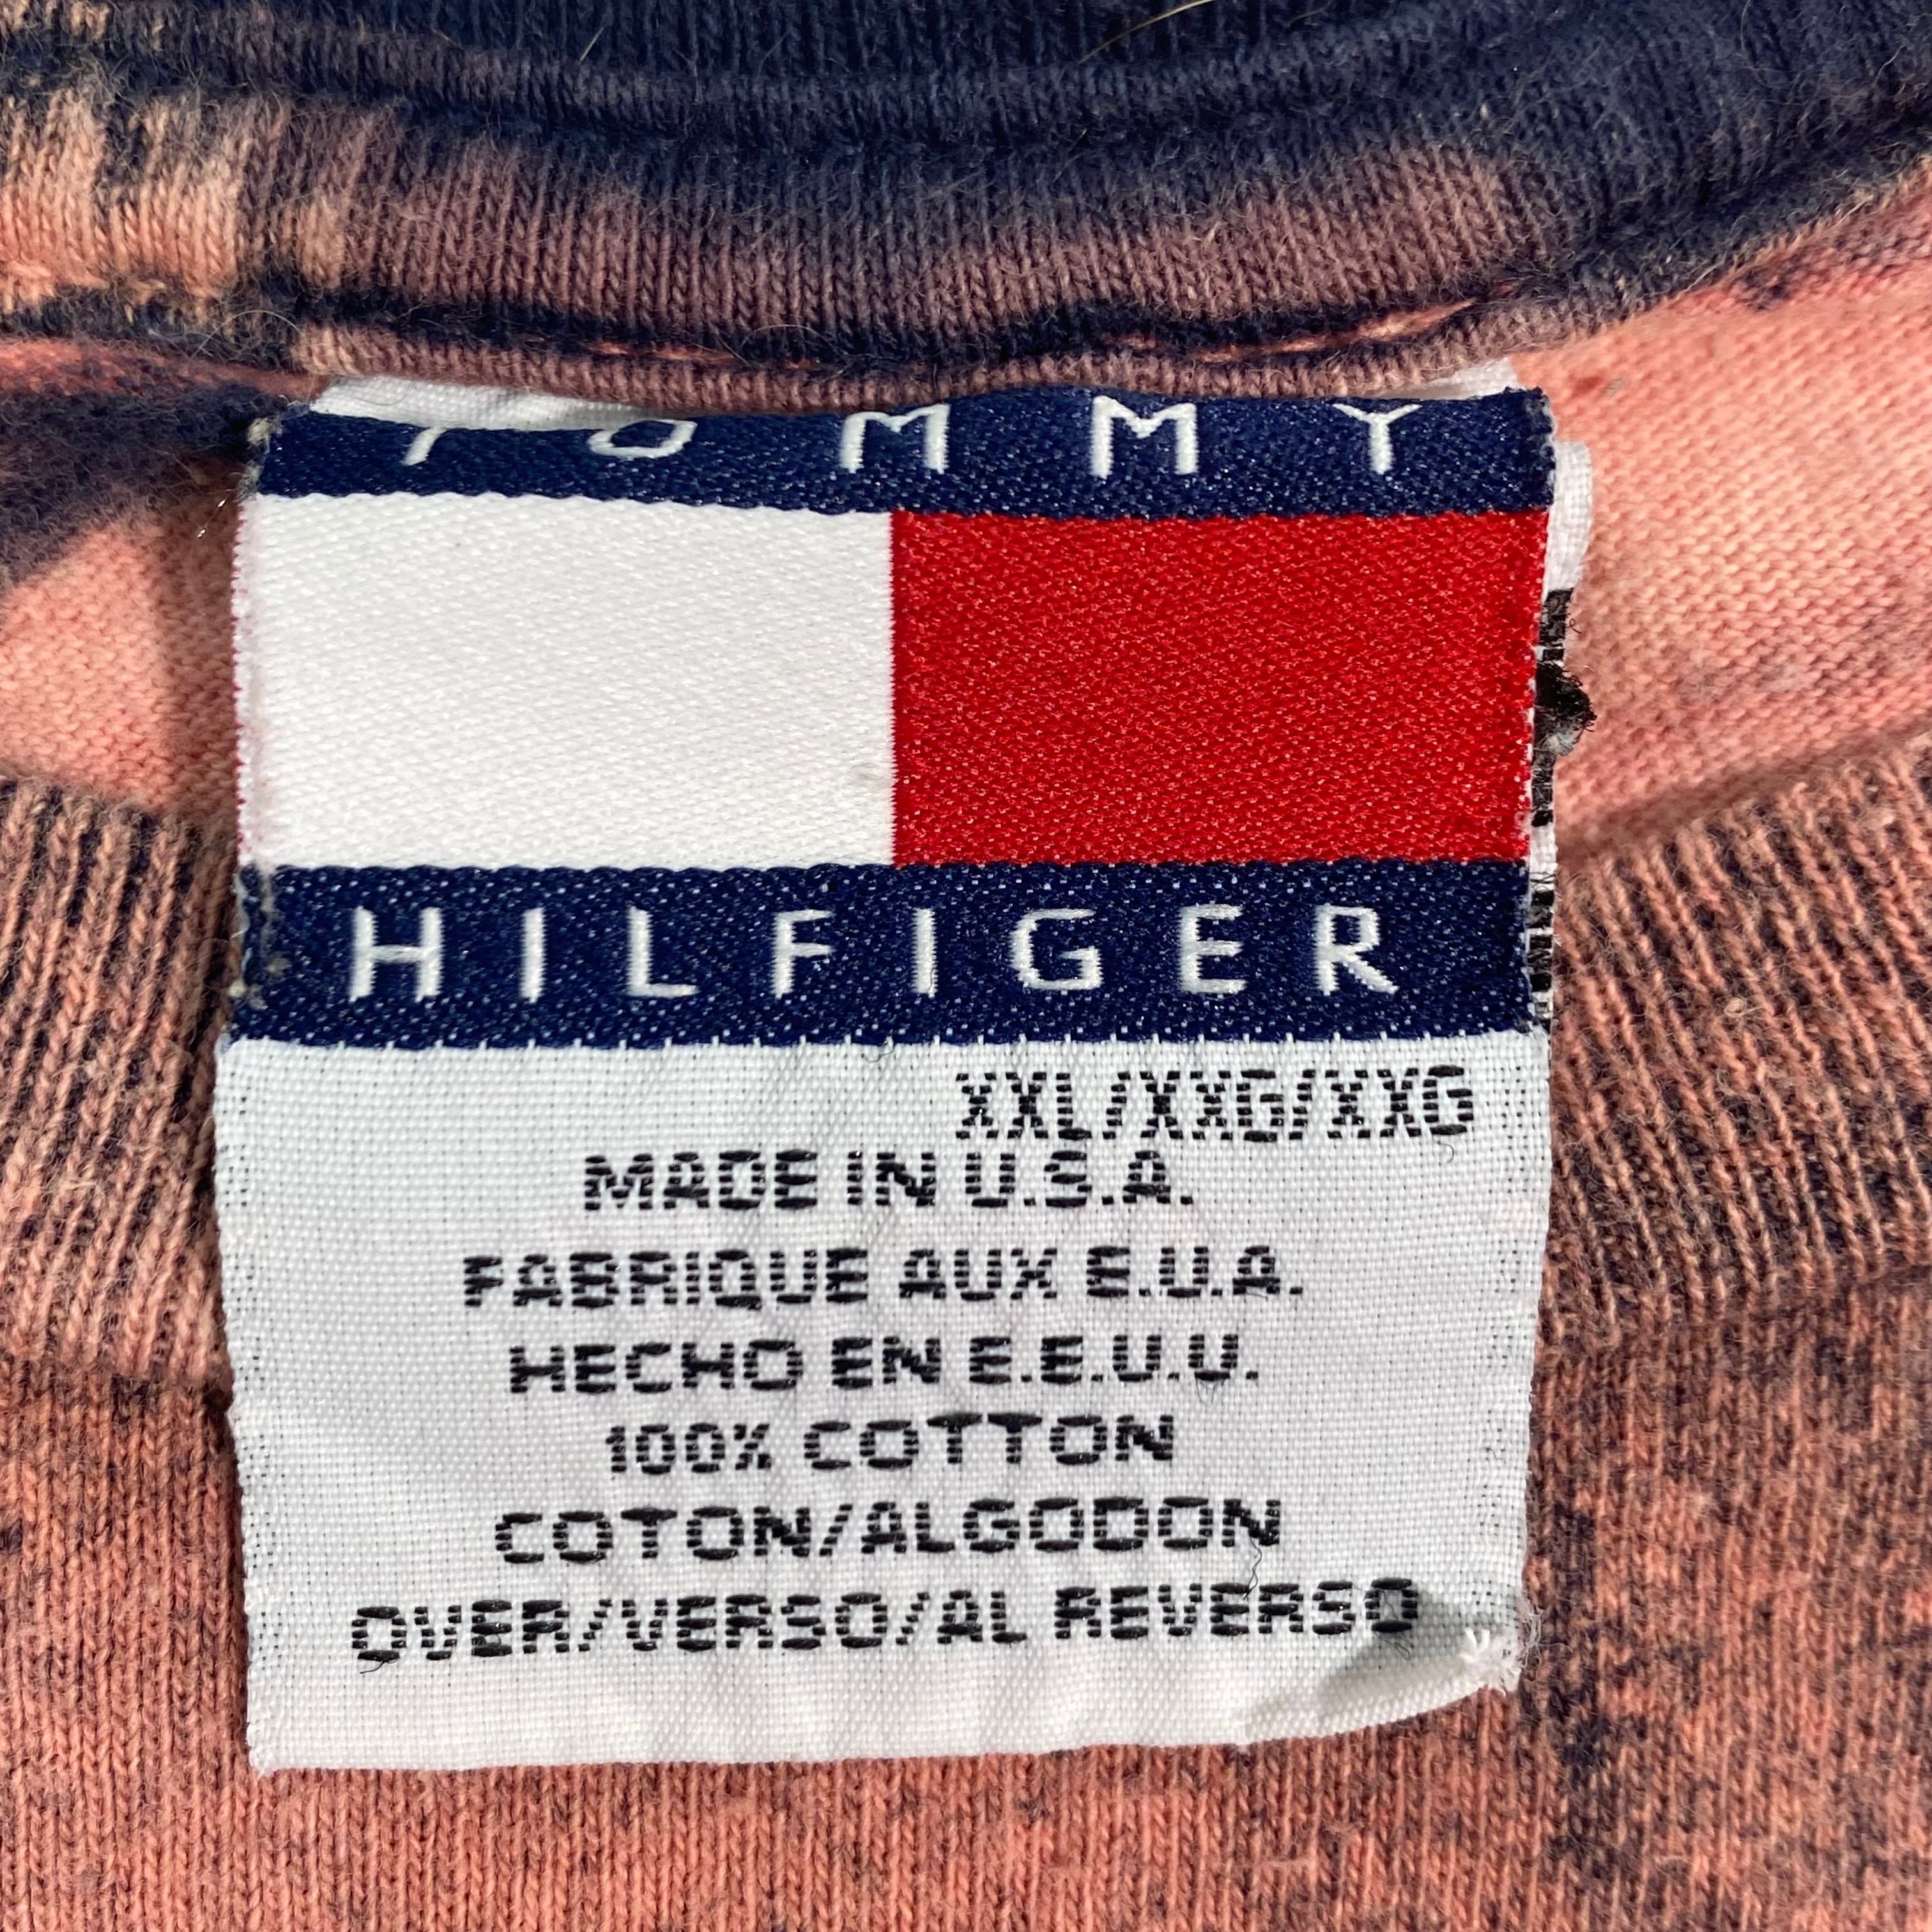 TOMMY
HILFIGER
XXL/XXG/XXG
MADE IN U.S.A.
FABRIQUE AUX E.U.A.
HECHO EN E.E.U.U.
100% COTTON
COTON/ALGODON
OVER/VERSO/AL REVERSO